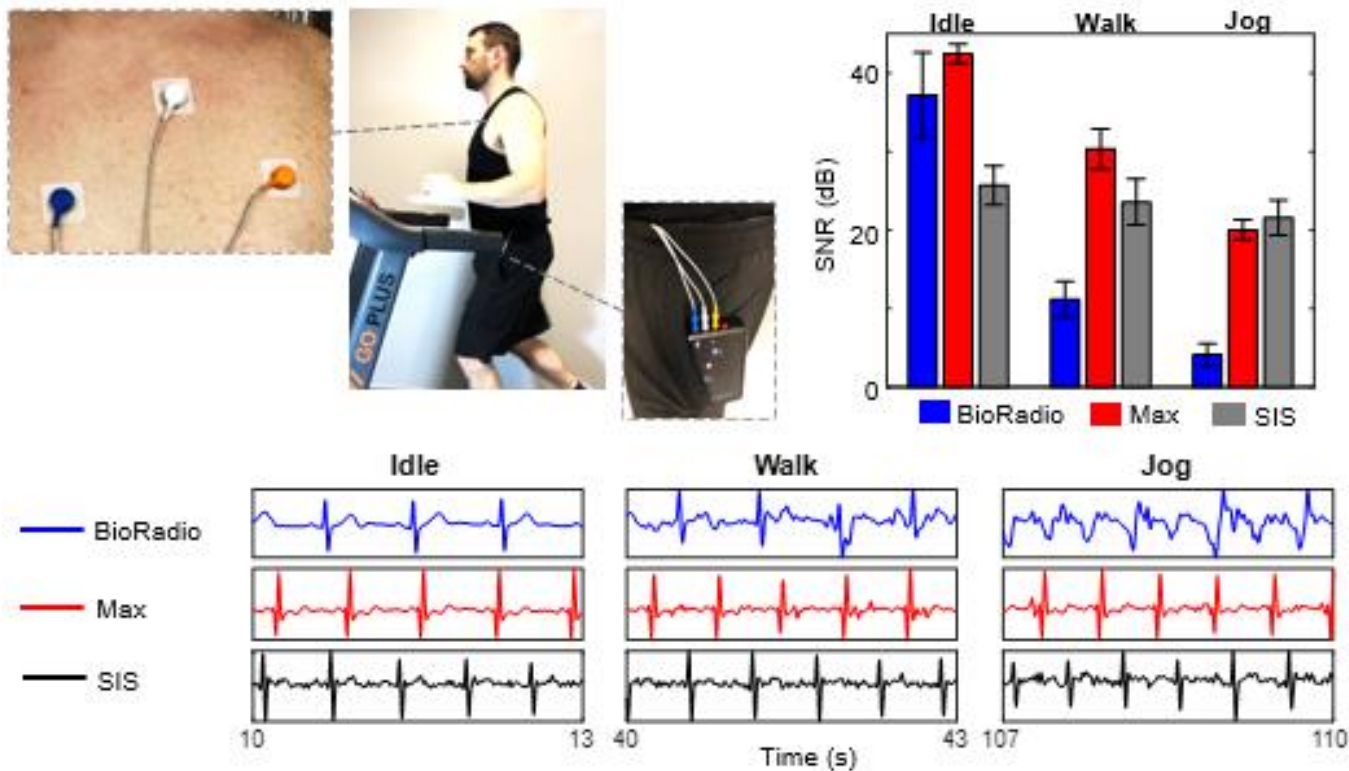 Idle Walk Jog
40
20
0
SNR (dB)
BioRadio Max SIS
GO PLUS
Idle Walk Jog
BioRadio
Max
SIS
10 13 40 43 107 110
Time (s)